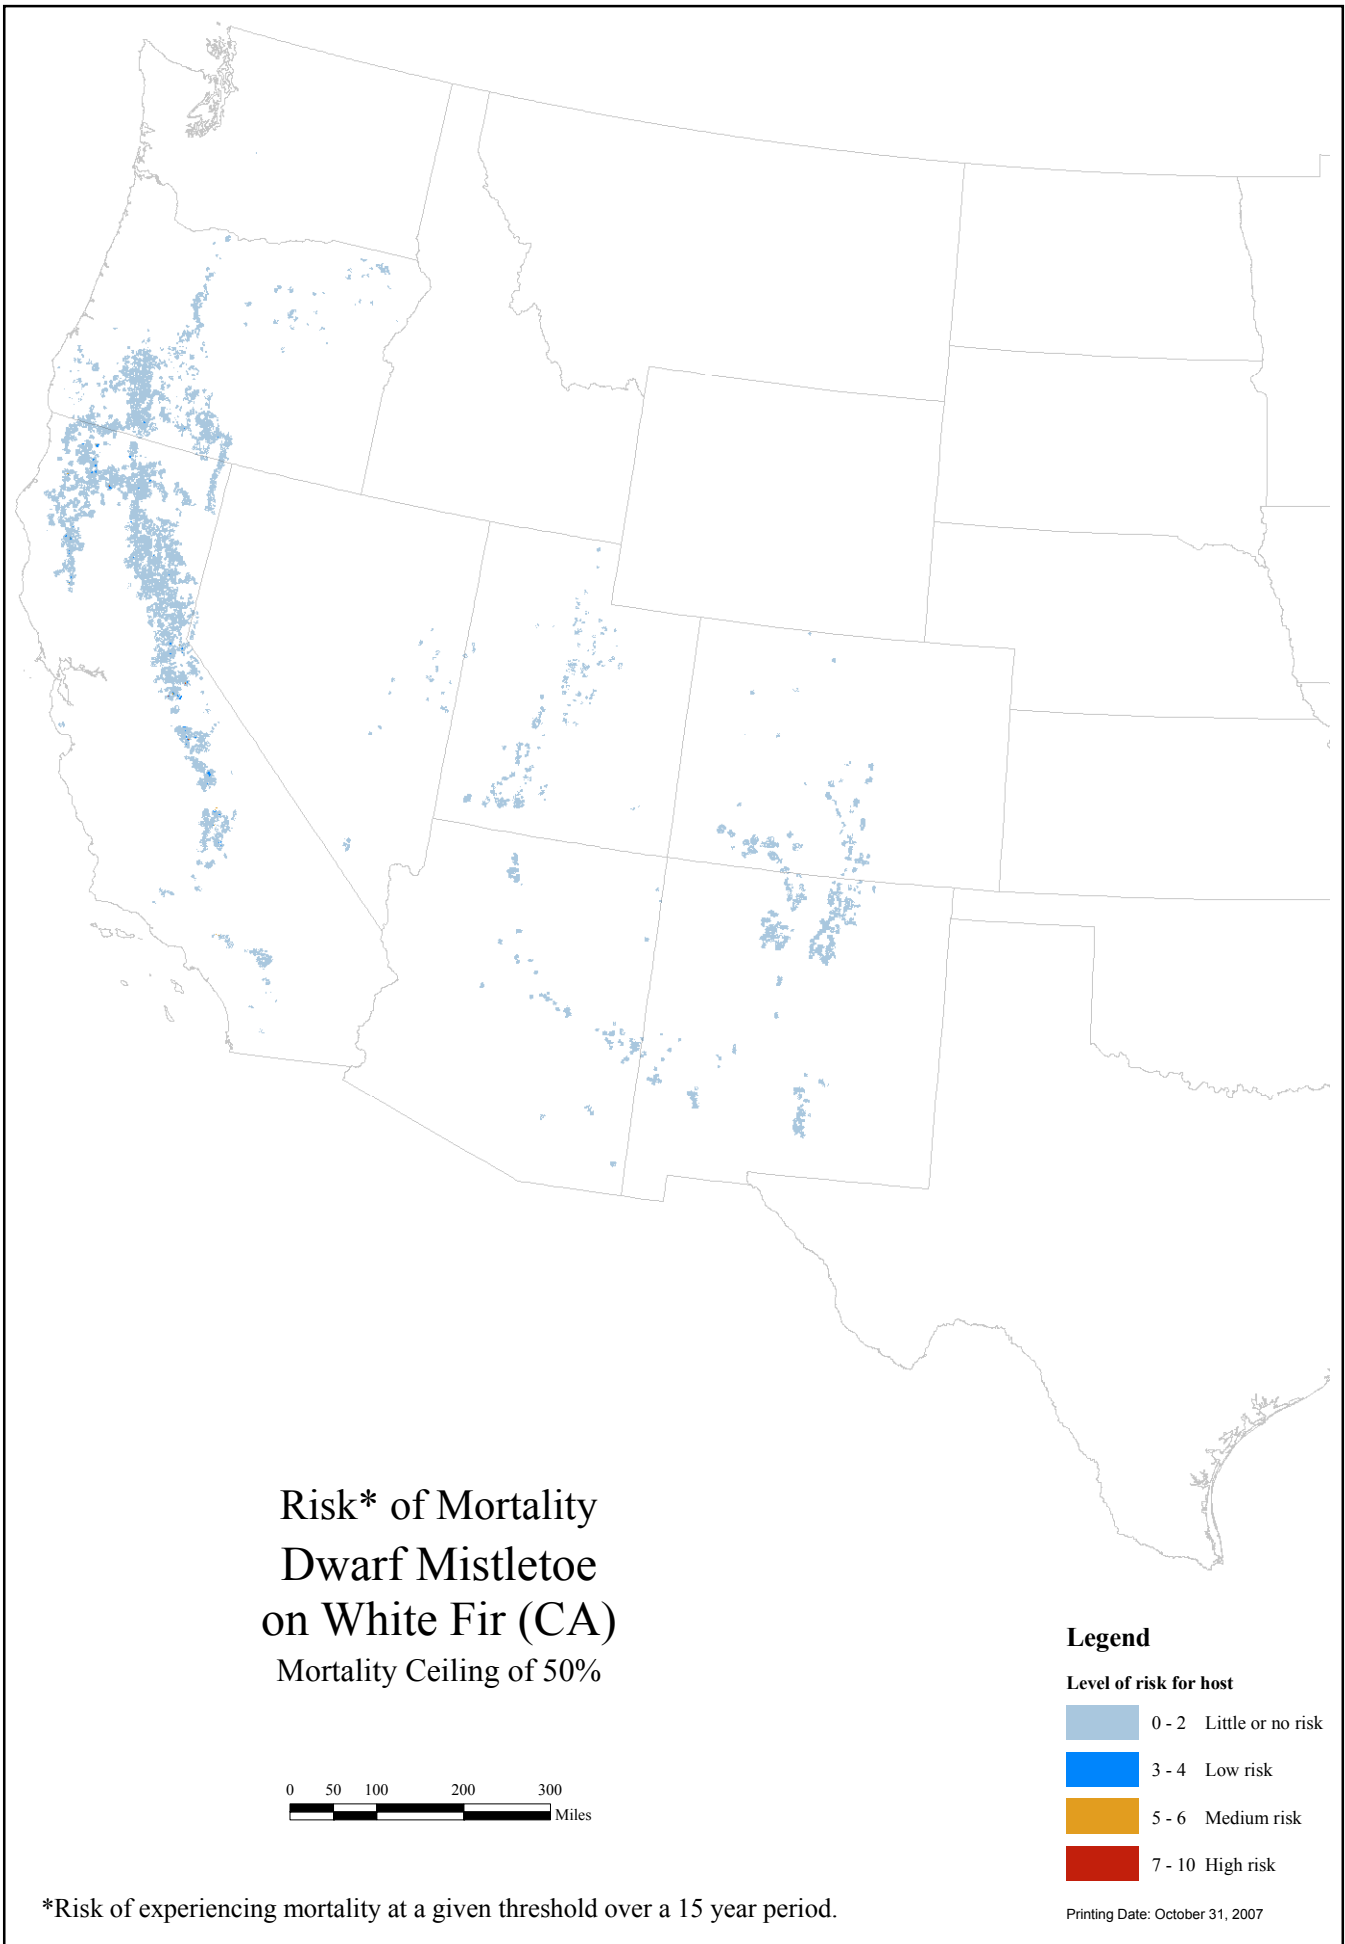 Risk* of Mortality
Dwarf Mistletoe
on White Fir (CA)
Mortality Ceiling of 50%
0 50 100 200 300
Miles
Legend
Level of risk for host
0 - 2 Little or no risk
3 - 4 Low risk
5 - 6 Medium risk
7 - 10 High risk
*Risk of experiencing mortality at a given threshold over a 15 year period.
Printing Date: October 31, 2007